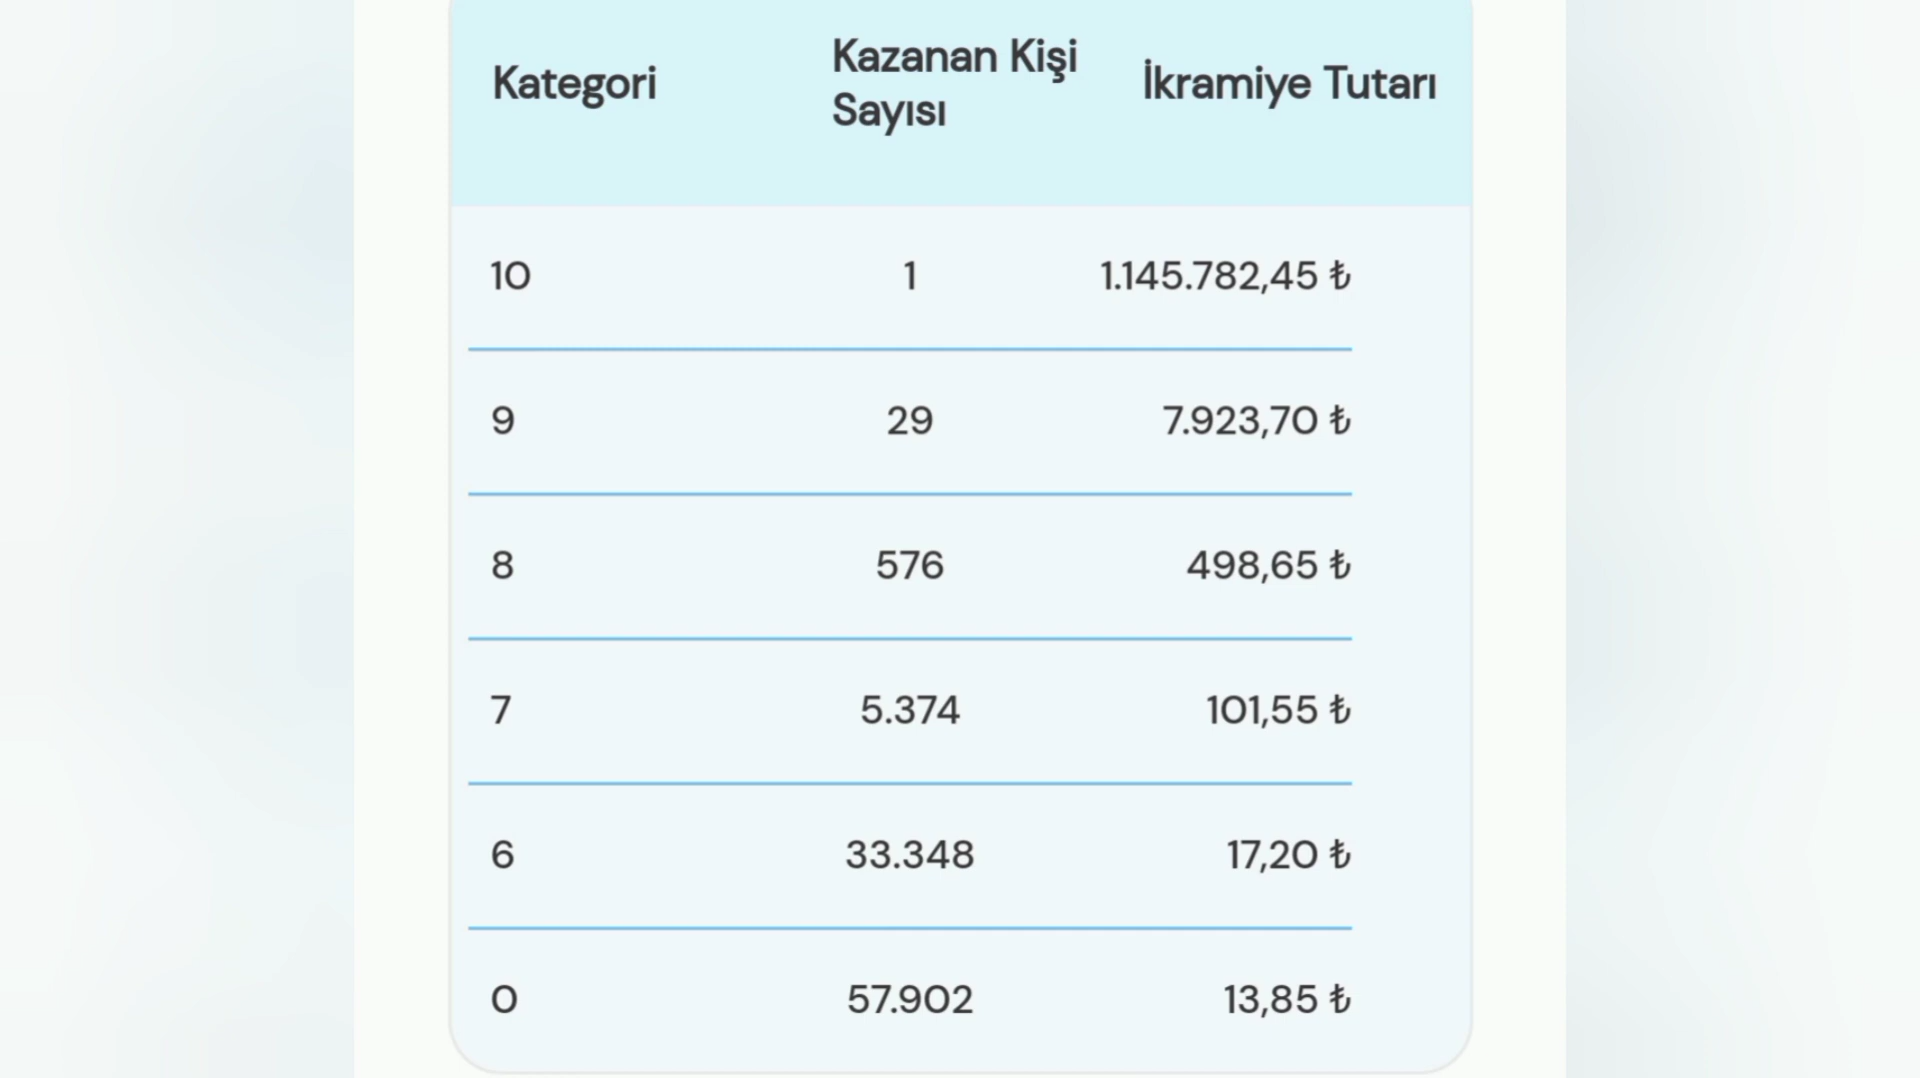 Kategori Kazanan Kişi Sayısı İkramiye Tutarı
10 1 1.145.782,45 ₺
9 29 7.923,70 ₺
8 576 498,65 ₺
7 5.374 101,55 ₺
6 33.348 17,20 ₺
0 57.902 13,85 ₺